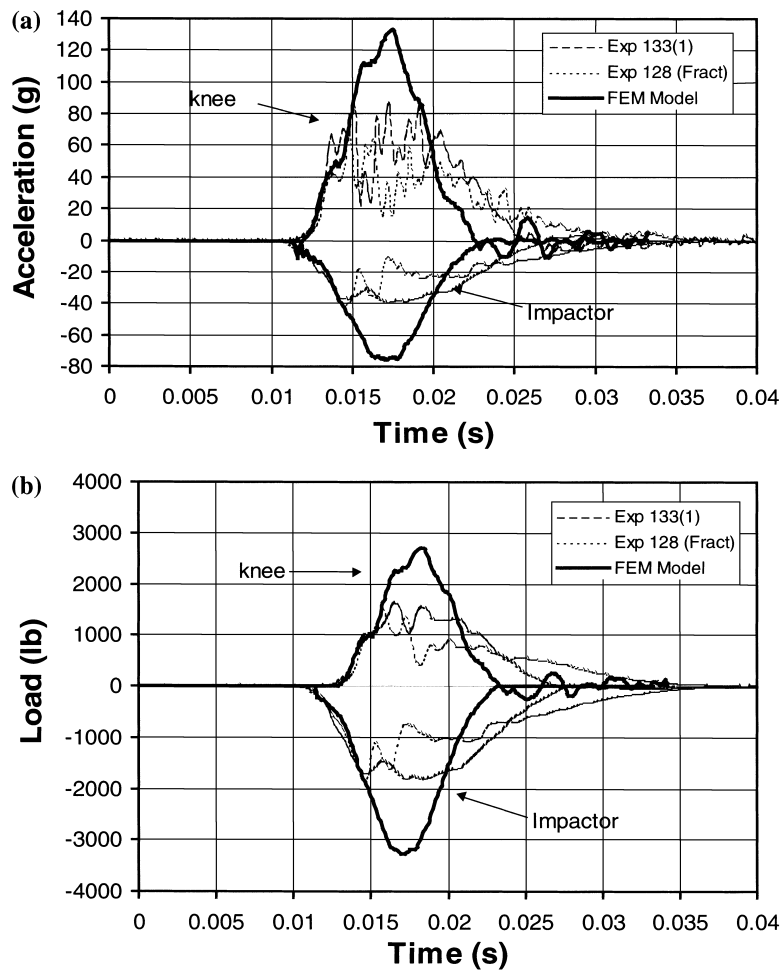 (a)
140
120
100
80
60
40
20
0
-20
-40
-60
-80
Acceleration (g)
knee
Impactor
Exp 133(1)
Exp 128 (Fract)
FEM Model
0 0.005 0.01 0.015 0.02 0.025 0.03 0.035 0.04
Time (s)
(b)
4000
3000
2000
1000
0
-1000
-2000
-3000
-4000
Load (lb)
knee
Impactor
Exp 133(1)
Exp 128 (Fract)
FEM Model
0 0.005 0.01 0.015 0.02 0.025 0.03 0.035 0.04
Time (s)